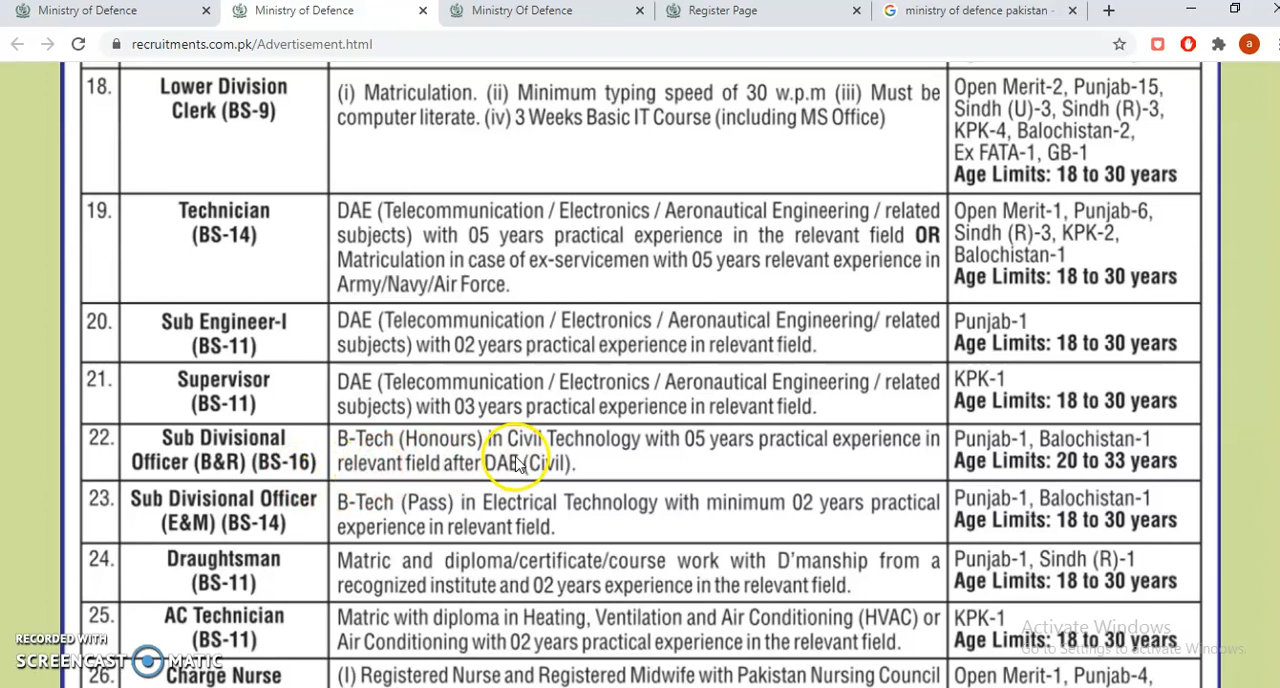 Ministry of Defence
Ministry of Defence
Ministry Of Defence
Register Page
ministry of defence pakistan -
recruitments.com.pk/Advertisement.html
a
18.
Lower Division
Clerk (BS-9)
(i) Matriculation. (ii) Minimum typing speed of 30 w.p.m (iii) Must be
computer literate. (iv) 3 Weeks Basic IT Course (including MS Office)
Open Merit-2, Punjab-15,
Sindh (U)-3, Sindh (R)-3,
KPK-4, Balochistan-2,
Ex FATA-1, GB-1
Age Limits: 18 to 30 years
19.
Technician
(BS-14)
DAE (Telecommunication / Electronics / Aeronautical Engineering / related
subjects) with 05 years practical experience in the relevant field OR
Matriculation in case of ex-servicemen with 05 years relevant experience in
Army/Navy/Air Force.
Open Merit-1, Punjab-6,
Sindh (R)-3, KPK-2,
Balochistan-1
Age Limits: 18 to 30 years
20.
Sub Engineer-I
(BS-11)
DAE (Telecommunication / Electronics / Aeronautical Engineering/ related
subjects) with 02 years practical experience in relevant field.
Punjab-1
Age Limits: 18 to 30 years
21.
Supervisor
(BS-11)
DAE (Telecommunication / Electronics / Aeronautical Engineering / related
subjects) with 03 years practical experience in relevant field.
KPK-1
Age Limits: 18 to 30 years
22.
Sub Divisional
Officer (B&R) (BS-16)
B-Tech (Honours) in Civil Technology with 05 years practical experience in
relevant field after DAE (Civil).
Punjab-1, Balochistan-1
Age Limits: 20 to 33 years
23.
Sub Divisional Officer
(E&M) (BS-14)
B-Tech (Pass) in Electrical Technology with minimum 02 years practical
experience in relevant field.
Punjab-1, Balochistan-1
Age Limits: 18 to 30 years
24.
Draughtsman
(BS-11)
Matric and diploma/certificate/course work with D'manship from a
recognized institute and 02 years experience in the relevant field.
Punjab-1, Sindh (R)-1
Age Limits: 18 to 30 years
25.
AC Technician
(BS-11)
Matric with diploma in Heating, Ventilation and Air Conditioning (HVAC) or
Air Conditioning with 02 years practical experience in the relevant field.
KPK-1
Age Limits: 18 to 30 years
26.
Charge Nurse
(I) Registered Nurse and Registered Midwife with Pakistan Nursing Council
Open Merit-1, Punjab-4,
Activate Windows
Go to Settings to activate Windows.
RECORDED WITH
SCREENCAST MATIC